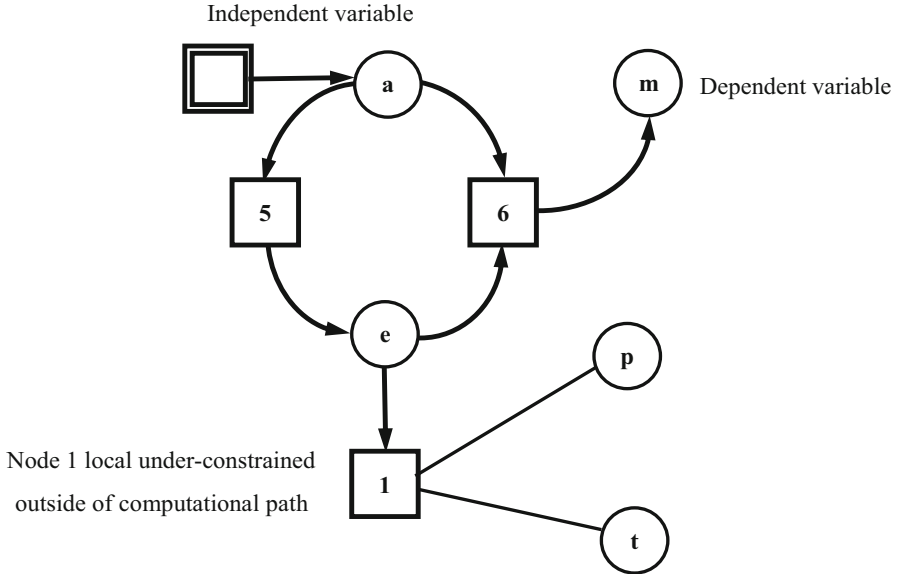 Independent variable
a
m
Dependent variable
5
6
e
p
Node 1 local under-constrained
outside of computational path
1
t